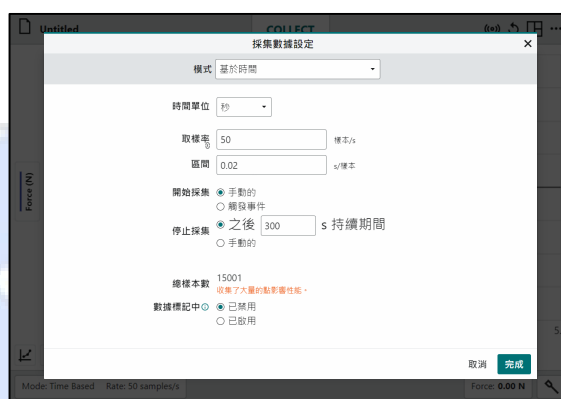 Untitled
COLLECT
採集數據設定
×
模式 基於時間
時間單位 秒
取樣率 50 樣本/s
區間 0.02 s/樣本
開始採集 手動的
觸發事件
停止採集 之後 300 s 持續期間
手動的
總樣本數 15001
收集了大量的點影響性能。
數據標記中 已禁用
已啟用
Force (N)
取消 完成
Mode: Time Based Rate: 50 samples/s
Force: 0.00 N